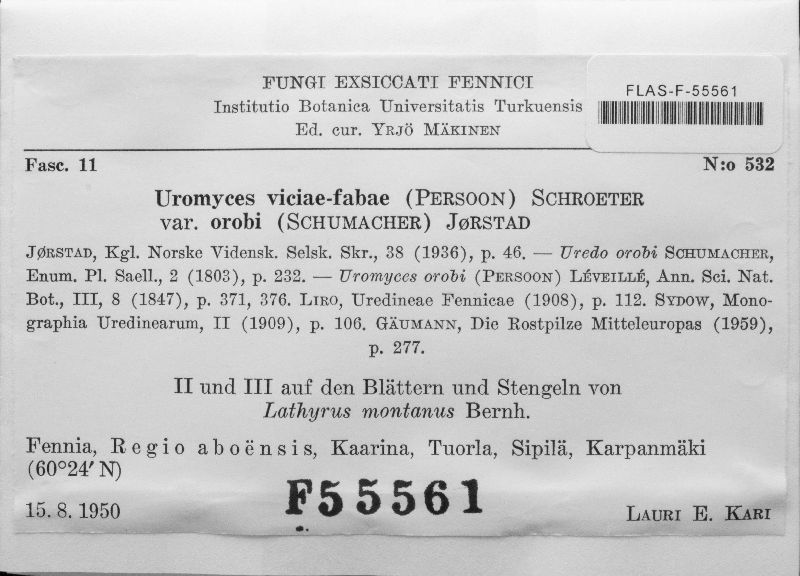 FUNGI EXSICCATI FENNICI
Institutio Botanica Universitatis Turkuensis
Ed. cur. YRJÖ MÄKINEN
FLAS-F-55561
Fasc. 11
N:o 532
Uromyces viciae-fabae (PERSOON) SCHROETER
var. orobi (SCHUMACHER) JØRSTAD
JØRSTAD, Kgl. Norske Vidensk. Selsk. Skr., 38 (1936), p. 46. — Uredo orobi SCHUMACHER,
Enum. Pl. Saell., 2 (1803), p. 232. — Uromyces orobi (PERSOON) LÉVEILLÉ, Ann. Sci. Nat.
Bot., III, 8 (1847), p. 371, 376. LIRO, Uredineae Fennicae (1908), p. 112. SYDOW, Mono-
graphia Uredinearum, II (1909), p. 106. GÄUMANN, Die Rostpilze Mitteleuropas (1959),
p. 277.
II und III auf den Blättern und Stengeln von
Lathyrus montanus Bernh.
Fennia, Regio aboënsis, Kaarina, Tuorla, Sipilä, Karpanmäki
(60°24′ N)
F55561
15. 8. 1950
LAURI E. KARI